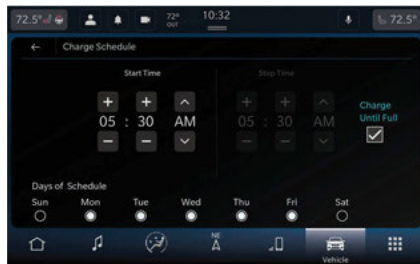 72.5° 72° OUT 10:32 72.5°
Charge Schedule
Start Time Stop Time
+ + + +
05 : 30 AM 05 : 30 AM Charge Until Full
− − − −
Days of Schedule
Sun Mon Tue Wed Thu Fri Sat
NE
A
Vehicle